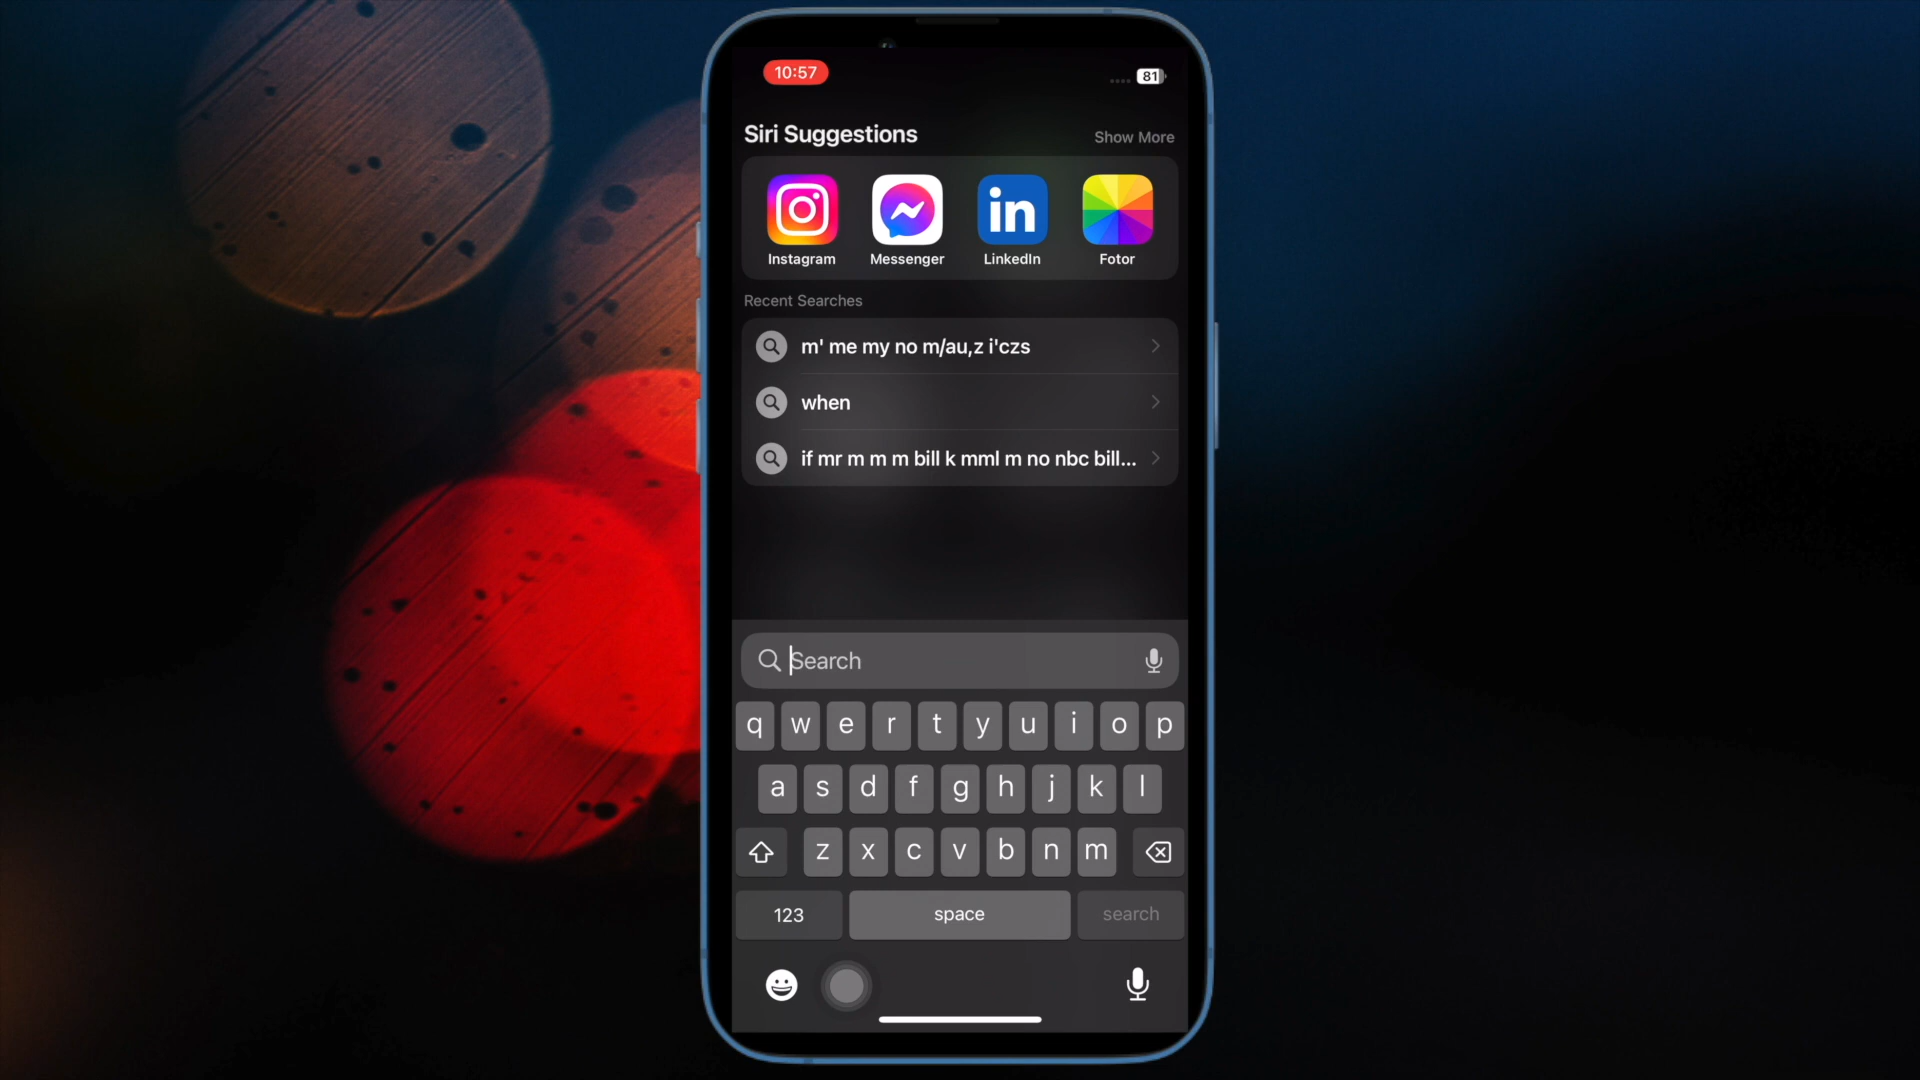 10:57
81
Siri Suggestions
Show More
in
Instagram
Messenger
LinkedIn
Fotor
Recent Searches
m' me my no m/au,z i'czs
when
if mr m m m bill k mml m no nbc bill...
Search
q w e r t y u i o p
a s d f g h j k l
z x c v b n m
123
space
search